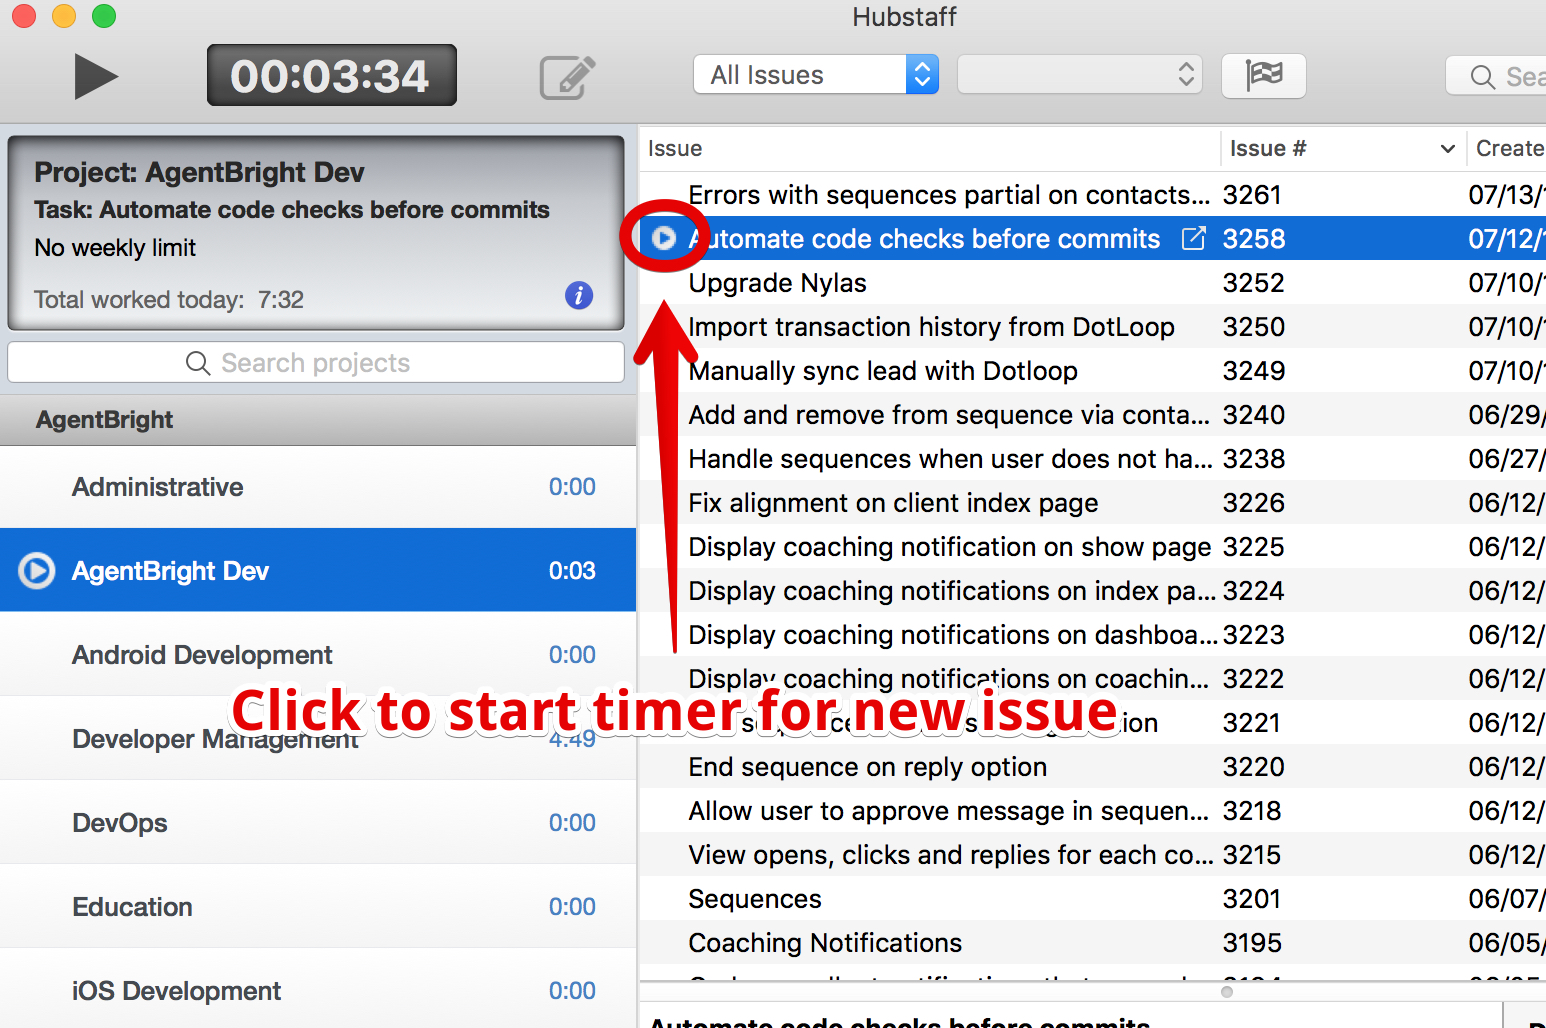 Hubstaff
00:03:34
All Issues
Project: AgentBright Dev
Task: Automate code checks before commits
No weekly limit
Total worked today: 7:32
i
Search projects
AgentBright
Administrative 0:00
AgentBright Dev 0:03
Android Development 0:00
Developer Management 4:49
DevOps 0:00
Education 0:00
iOS Development 0:00
Issue Issue # Create
Errors with sequences partial on contacts... 3261 07/13/
Automate code checks before commits 3258 07/12/
Upgrade Nylas 3252 07/10/
Import transaction history from DotLoop 3250 07/10/
Manually sync lead with Dotloop 3249 07/10/
Add and remove from sequence via conta... 3240 06/29/
Handle sequences when user does not ha... 3238 06/27/
Fix alignment on client index page 3226 06/12/
Display coaching notification on show page 3225 06/12/
Display coaching notifications on index pa... 3224 06/12/
Display coaching notifications on dashboa... 3223 06/12/
Display coaching notifications on coachin... 3222 06/12/
3221 06/12/
End sequence on reply option 3220 06/12/
Allow user to approve message in sequen... 3218 06/12/
View opens, clicks and replies for each co... 3215 06/12/
Sequences 3201 06/07/
Coaching Notifications 3195 06/05/
Automate code checks before commits
Click to start timer for new issue